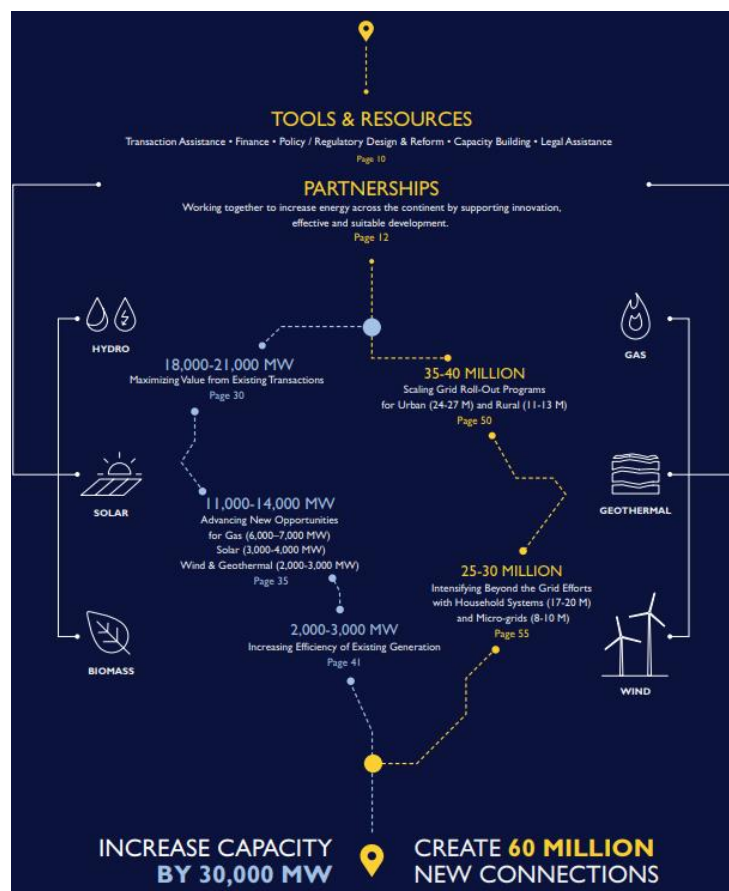 TOOLS & RESOURCES
Transaction Assistance • Finance • Policy / Regulatory Design & Reform • Capacity Building • Legal Assistance
Page 10
PARTNERSHIPS
Working together to increase energy across the continent by supporting innovation,
effective and suitable development.
Page 12
HYDRO
GAS
18,000-21,000 MW
Maximizing Value from Existing Transactions
Page 30
35-40 MILLION
Scaling Grid Roll-Out Programs
for Urban (24-27 M) and Rural (11-13 M)
Page 50
SOLAR
GEOTHERMAL
11,000-14,000 MW
Advancing New Opportunities
for Gas (6,000–7,000 MW)
Solar (3,000-4,000 MW)
Wind & Geothermal (2,000-3,000 MW)
Page 35
25-30 MILLION
Intensifying Beyond the Grid Efforts
with Household Systems (17-20 M)
and Micro-grids (8-10 M)
Page 55
2,000-3,000 MW
Increasing Efficiency of Existing Generation
Page 41
BIOMASS
WIND
INCREASE CAPACITY
BY 30,000 MW
CREATE 60 MILLION
NEW CONNECTIONS